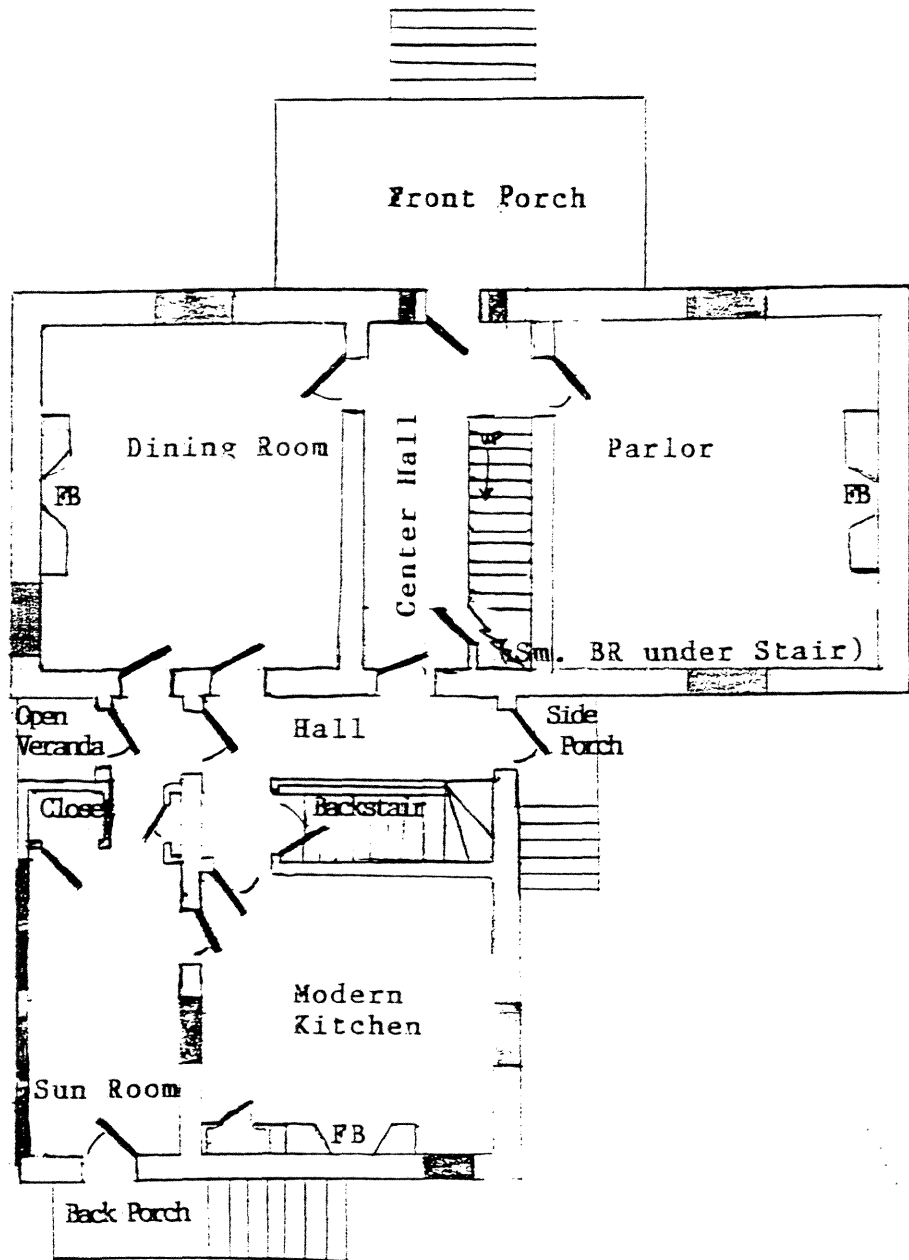 Front Porch
Dining Room
FB
Center Hall
UP
Parlor
FB
(Sm. BR under Stair)
Open
Veranda
Hall
Side
Porch
Closet
Backstair
Modern
Kitchen
Sun Room
FB
Back Porch